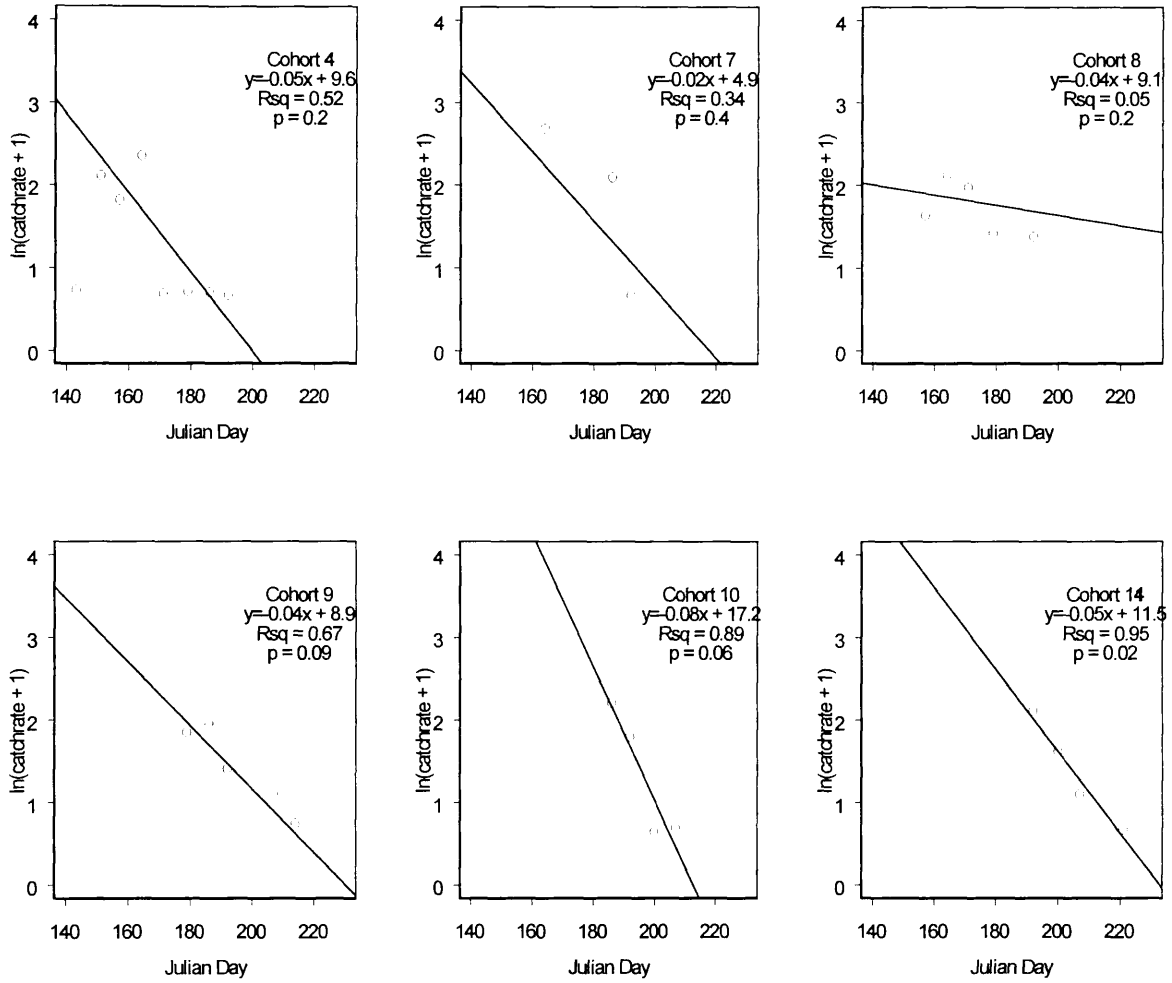 Cohort 4
y=-0.05x + 9.6
Rsq = 0.52
p = 0.2
ln(catchrate + 1)
4
3
2
1
0
140 160 180 200 220
Julian Day
Cohort 7
y=-0.02x + 4.9
Rsq = 0.34
p = 0.4
ln(catchrate + 1)
4
3
2
1
0
140 160 180 200 220
Julian Day
Cohort 8
y=-0.04x + 9.1
Rsq = 0.05
p = 0.2
ln(catchrate + 1)
4
3
2
1
0
140 160 180 200 220
Julian Day
Cohort 9
y=-0.04x + 8.9
Rsq = 0.67
p = 0.09
ln(catchrate + 1)
4
3
2
1
0
140 160 180 200 220
Julian Day
Cohort 10
y=-0.08x + 17.2
Rsq = 0.89
p = 0.06
ln(catchrate + 1)
4
3
2
1
0
140 160 180 200 220
Julian Day
Cohort 14
y=-0.05x + 11.5
Rsq = 0.95
p = 0.02
ln(catchrate + 1)
4
3
2
1
0
140 160 180 200 220
Julian Day